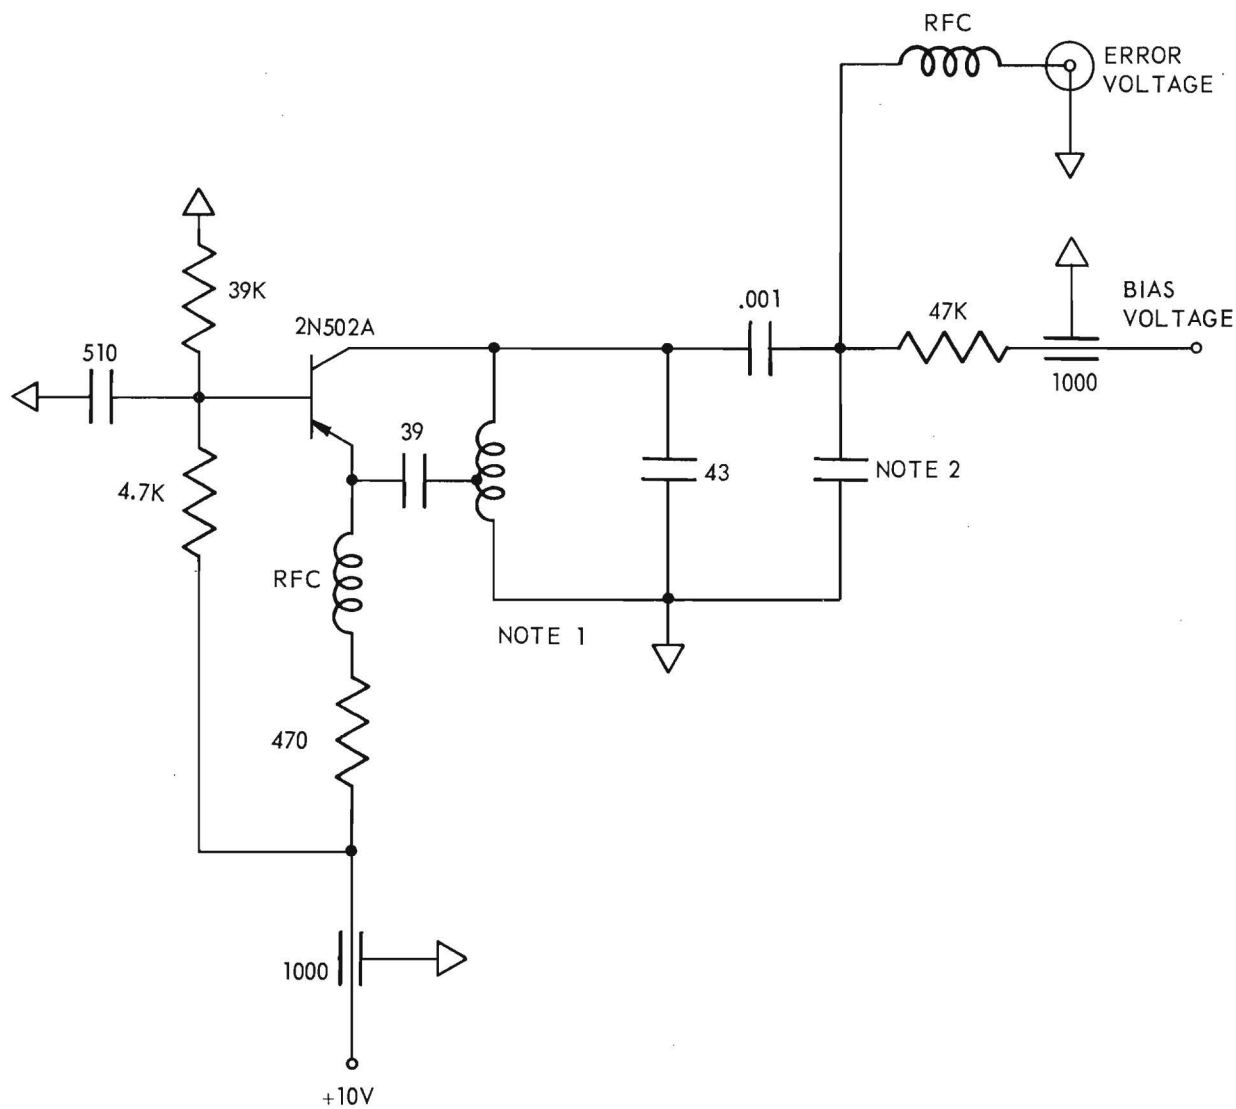 RFC
ERROR
VOLTAGE
39K
2N502A
.001
47K
BIAS
VOLTAGE
510
1000
39
4.7K
43
NOTE 2
RFC
NOTE 1
470
1000
+10V